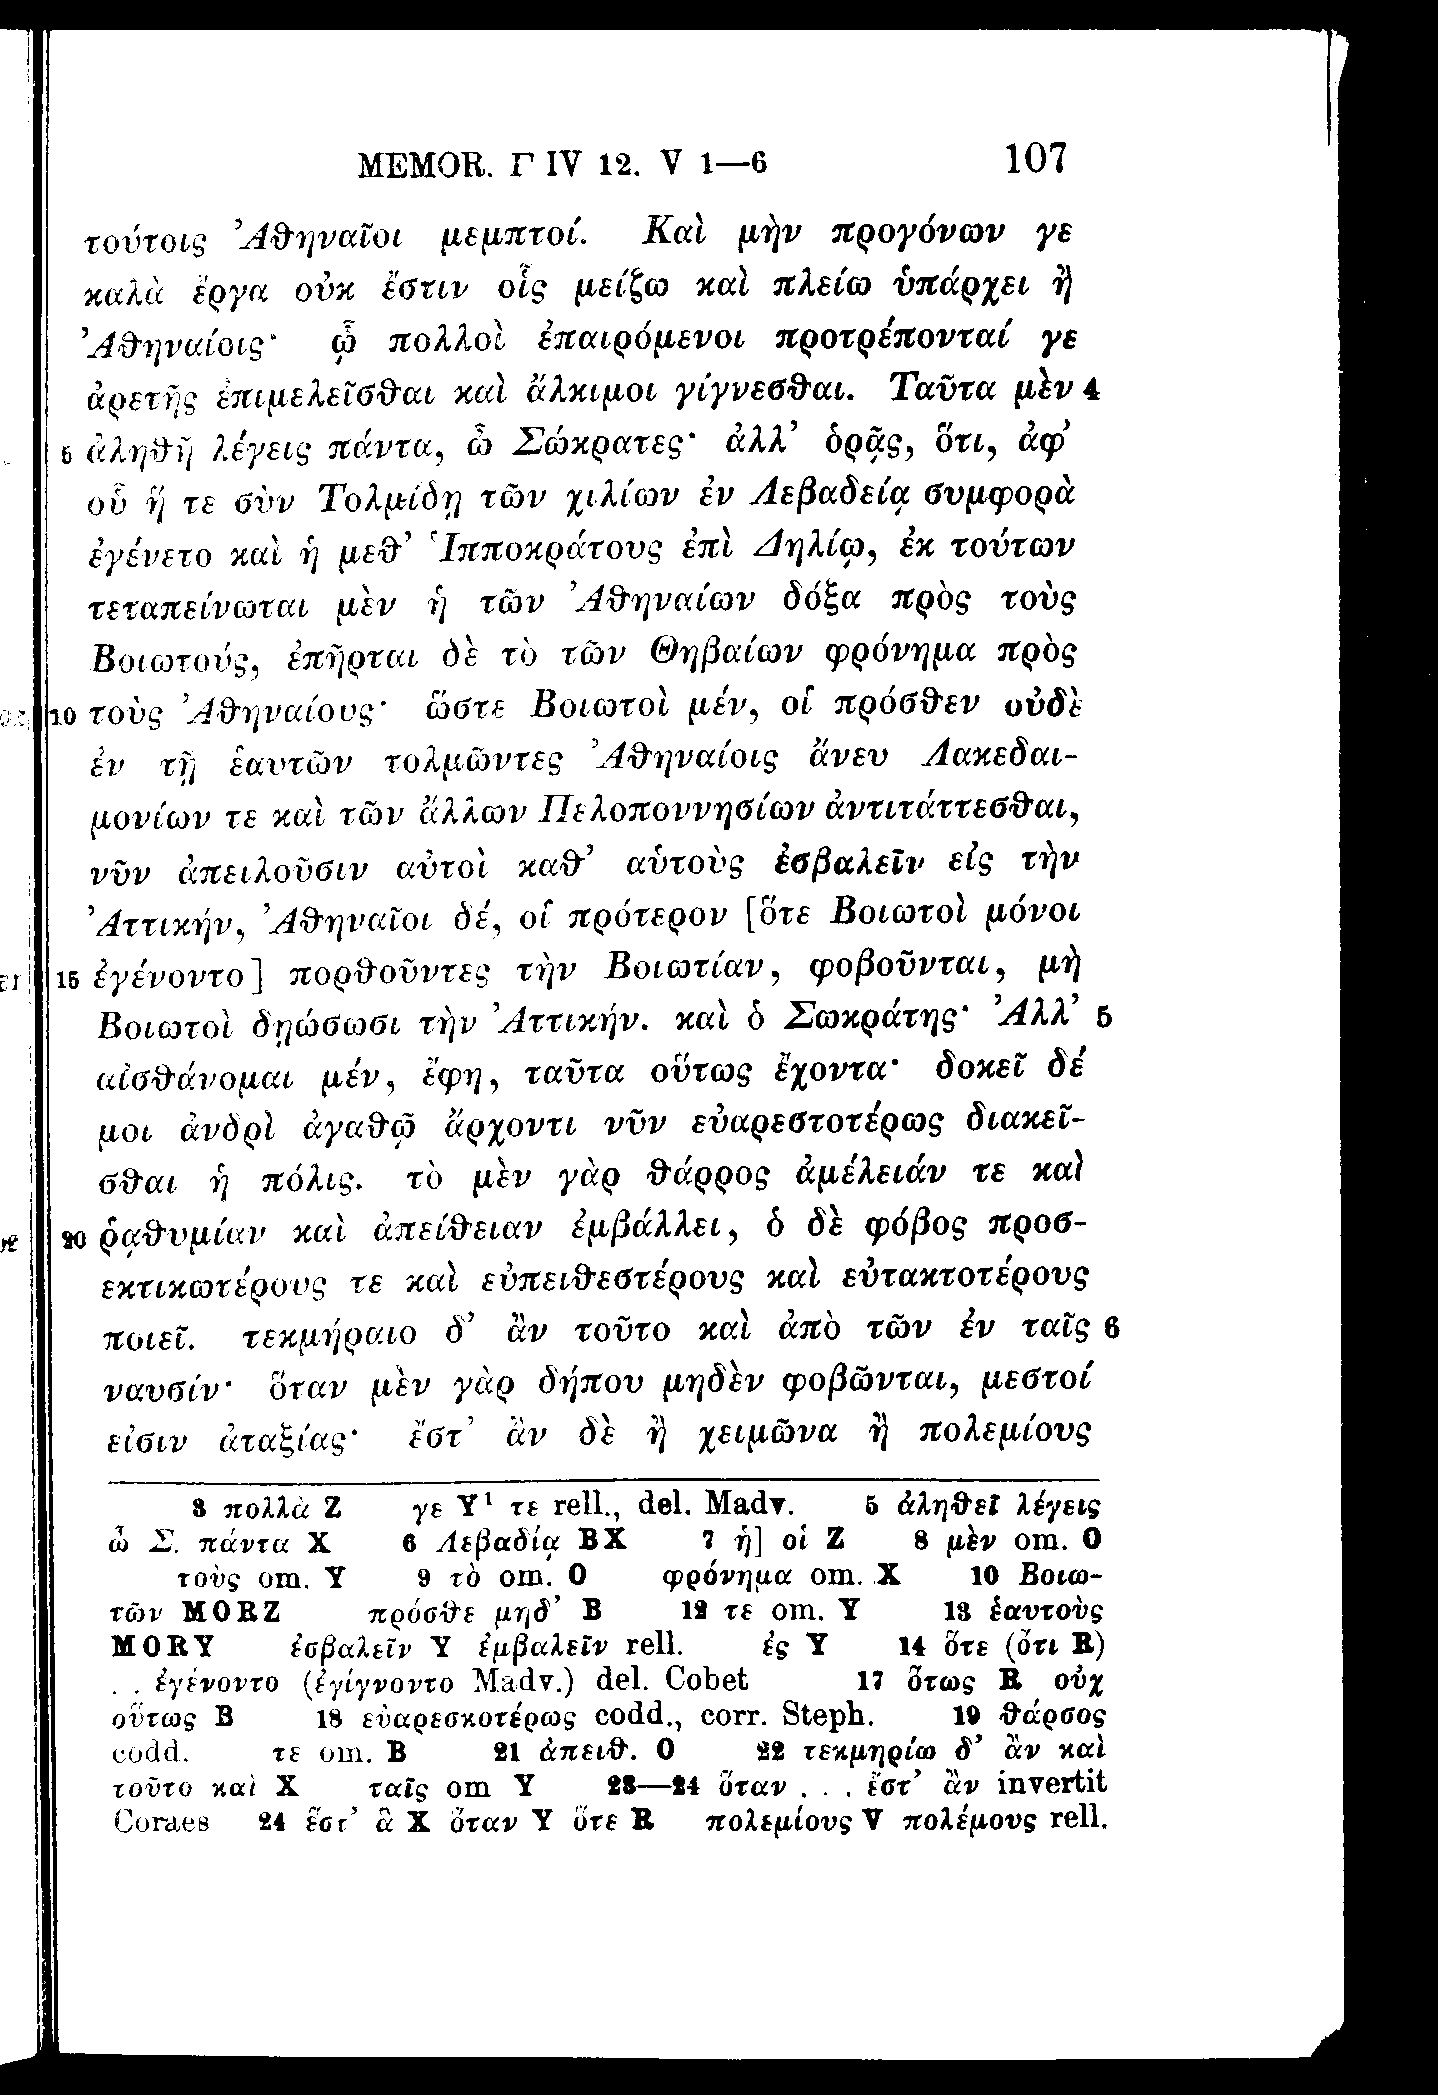 MEMOR. Γ IV 12. V 1—6 107
τούτοις Ἀθηναῖοι μεμπτοί. Καὶ μὴν προγόνων γε
καλὰ ἔργα οὐκ ἔστιν οἷς μείζω καὶ πλείω ὑπάρχει ἢ
Ἀθηναίοις· ᾧ πολλοὶ ἐπαιρόμενοι προτρέπονταί γε
ἀρετῆς ἐπιμελεῖσθαι καὶ ἄλκιμοι γίγνεσθαι. Ταῦτα μὲν 4
5 ἀληθῆ λέγεις πάντα, ὦ Σώκρατες· ἀλλ’ ὁρᾷς, ὅτι, ἀφ’
οὗ ἥ τε σὺν Τολμίδῃ τῶν χιλίων ἐν Λεβαδείᾳ συμφορὰ
ἐγένετο καὶ ἡ μεθ’ Ἱπποκράτους ἐπὶ Δηλίῳ, ἐκ τούτων
τεταπείνωται μὲν ἡ τῶν Ἀθηναίων δόξα πρὸς τοὺς
Βοιωτούς, ἐπῆρται δὲ τὸ τῶν Θηβαίων φρόνημα πρὸς
10 τοὺς Ἀθηναίους· ὥστε Βοιωτοὶ μέν, οἳ πρόσθεν οὐδὲ
ἐν τῇ ἑαυτῶν τολμῶντες Ἀθηναίοις ἄνευ Λακεδαι-
μονίων τε καὶ τῶν ἄλλων Πελοποννησίων ἀντιτάττεσθαι,
νῦν ἀπειλοῦσιν αὐτοὶ καθ’ αὑτοὺς ἐσβαλεῖν εἰς τὴν
Ἀττικήν, Ἀθηναῖοι δέ, οἳ πρότερον [ὅτε Βοιωτοὶ μόνοι
15 ἐγένοντο] πορθοῦντες τὴν Βοιωτίαν, φοβοῦνται, μὴ
Βοιωτοὶ δῃώσωσι τὴν Ἀττικήν. καὶ ὁ Σωκράτης· Ἀλλ’ 5
αἰσθάνομαι μέν, ἔφη, ταῦτα οὕτως ἔχοντα· δοκεῖ δέ
μοι ἀνδρὶ ἀγαθῷ ἄρχοντι νῦν εὐαρεστοτέρως διακεῖ-
σθαι ἡ πόλις. τὸ μὲν γὰρ θάρρος ἀμέλειάν τε καὶ
20 ῥᾳθυμίαν καὶ ἀπείθειαν ἐμβάλλει, ὁ δὲ φόβος προσ-
εκτικωτέρους τε καὶ εὐπειθεστέρους καὶ εὐτακτοτέρους
ποιεῖ. τεκμήραιο δ’ ἂν τοῦτο καὶ ἀπὸ τῶν ἐν ταῖς 6
ναυσίν· ὅταν μὲν γὰρ δήπου μηδὲν φοβῶνται, μεστοί
εἰσιν ἀταξίας· ἔστ’ ἂν δὲ ἢ χειμῶνα ἢ πολεμίους
3 πολλὰ Z γε Y¹ τε rell., del. Madv. 5 ἀληθεῖ λέγεις
ὦ Σ. πάντα X 6 Λεβαδίᾳ BX 7 ἡ] οἱ Z 8 μὲν om. O
τοὺς om. Y 9 τὸ om. O φρόνημα om. X 10 Βοιω-
τῶν MORZ πρόσθε μηδ’ B 12 τε om. Y 13 ἑαυτοὺς
MORY ἐσβαλεῖν Y ἐμβαλεῖν rell. ἐς Y 14 ὅτε (ὅτι R)
. . ἐγένοντο (ἐγίγνοντο Madv.) del. Cobet 17 ὅτως R οὐχ
οὕτως B 18 εὐαρεσκοτέρως codd., corr. Steph. 19 θάρσος
codd. τε om. B 21 ἀπειθ. O 22 τεκμηρίω δ’ ἂν καὶ
τοῦτο καὶ X ταῖς om Y 23—24 ὅταν . . . ἔστ’ ἂν invertit
Coraes 24 ἔστ’ ἃ X ὅταν Y ὅτε R πολεμίους V πολέμους rell.